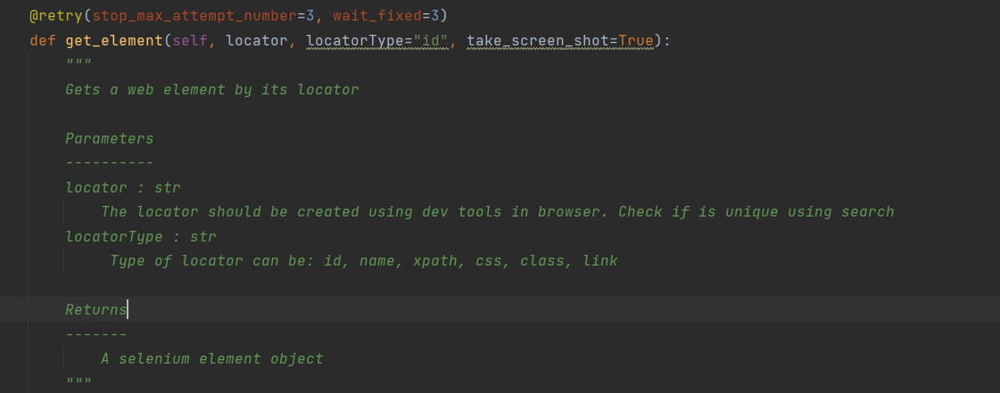 @retry(stop_max_attempt_number=3, wait_fixed=3)
def get_element(self, locator, locatorType="id", take_screen_shot=True):
"""
Gets a web element by its locator
Parameters
----------
locator : str
The locator should be created using dev tools in browser. Check if is unique using search
locatorType : str
Type of locator can be: id, name, xpath, css, class, link
Returns
-------
A selenium element object
"""